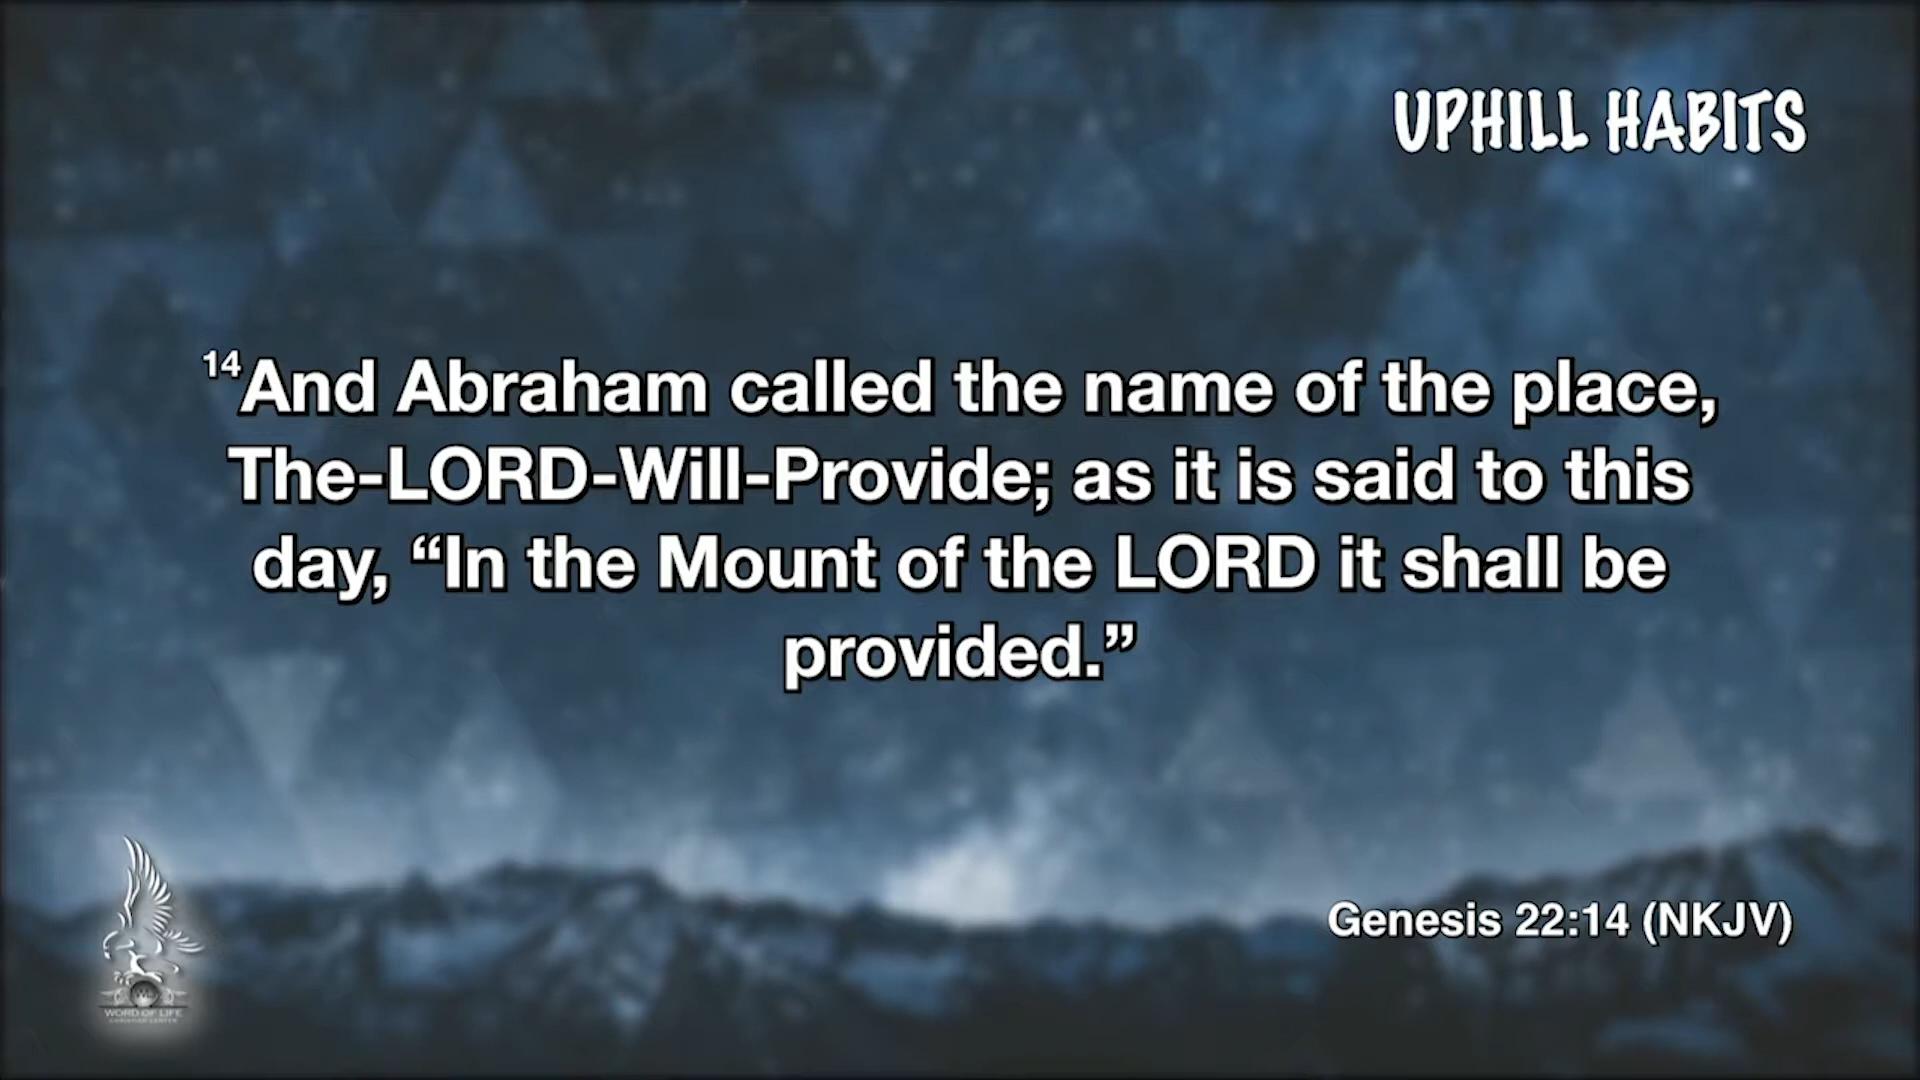 UPHILL HABITS
14And Abraham called the name of the place,
The-LORD-Will-Provide; as it is said to this
day, “In the Mount of the LORD it shall be
provided.”
Genesis 22:14 (NKJV)
WORD OF LIFE
CHRISTIAN CENTER